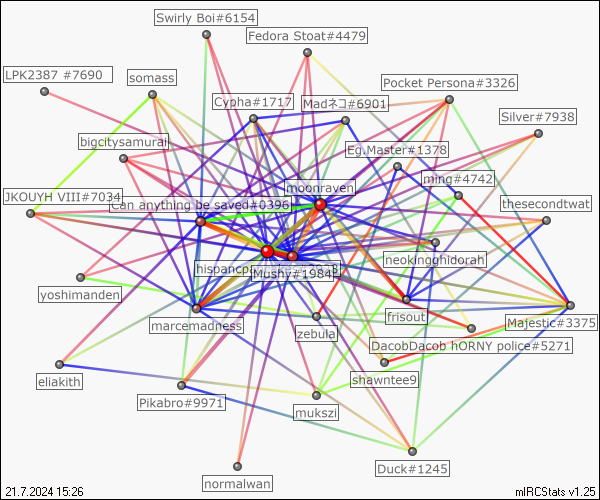 Swirly Boi#6154
Fedora Stoat#4479
LPK2387 #7690
somass
Pocket Persona#3326
Cypha#1717
Madネコ#6901
Silver#7938
bigcitysamurai
Eg.Master#1378
moonraven
ming#4742
JKOUYH VIII#7034
Can anything be saved#0396
thesecondtwat
neokingghidorah
Mushy#1984
yoshimanden
marcemadness
frisout
Majestic#3375
zebulal
DacobDacob hORNY police#5271
eliakith
shawntee9
Pikabro#9971
mukszi
Duck#1245
normalwan
21.7.2024 15:26
mIRCStats v1.25